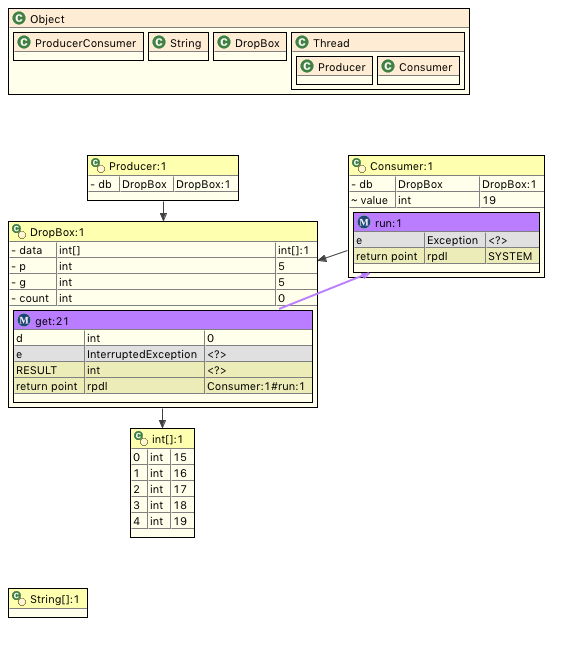 Object
ProducerConsumer String DropBox Thread
Producer Consumer
Producer:1
- db DropBox DropBox:1
Consumer:1
- db DropBox DropBox:1
~ value int 19
run:1
e Exception <?>
return point rpdl SYSTEM
DropBox:1
- data int[] int[]:1
- p int 5
- g int 5
- count int 0
get:21
d int 0
e InterruptedException <?>
RESULT int <?>
return point rpdl Consumer:1#run:1
int[]:1
0 int 15
1 int 16
2 int 17
3 int 18
4 int 19
String[]:1